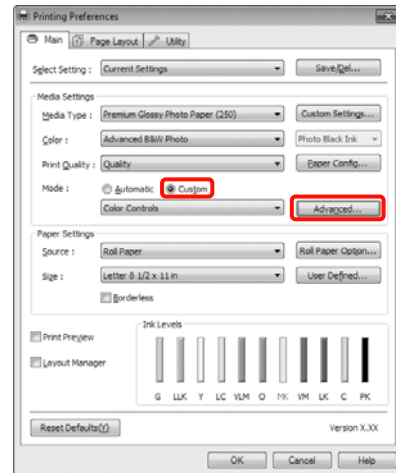 Printing Preferences
Main Page Layout Utility
Select Setting : Current Settings Save/Del...
Media Settings
Media Type : Premium Glossy Photo Paper (250) Custom Settings...
Color : Advanced B&W Photo Photo Black Ink
Print Quality : Quality Paper Config...
Mode : Automatic Custom
Color Controls Advanced...
Paper Settings
Source : Roll Paper Roll Paper Option...
Size : Letter 8 1/2 x 11 in User Defined...
Borderless
Ink Levels
Print Preview
Layout Manager
G LLK Y LC VLM O MK VM LK C PK
Reset Defaults(Y) Version X.XX
OK Cancel Help